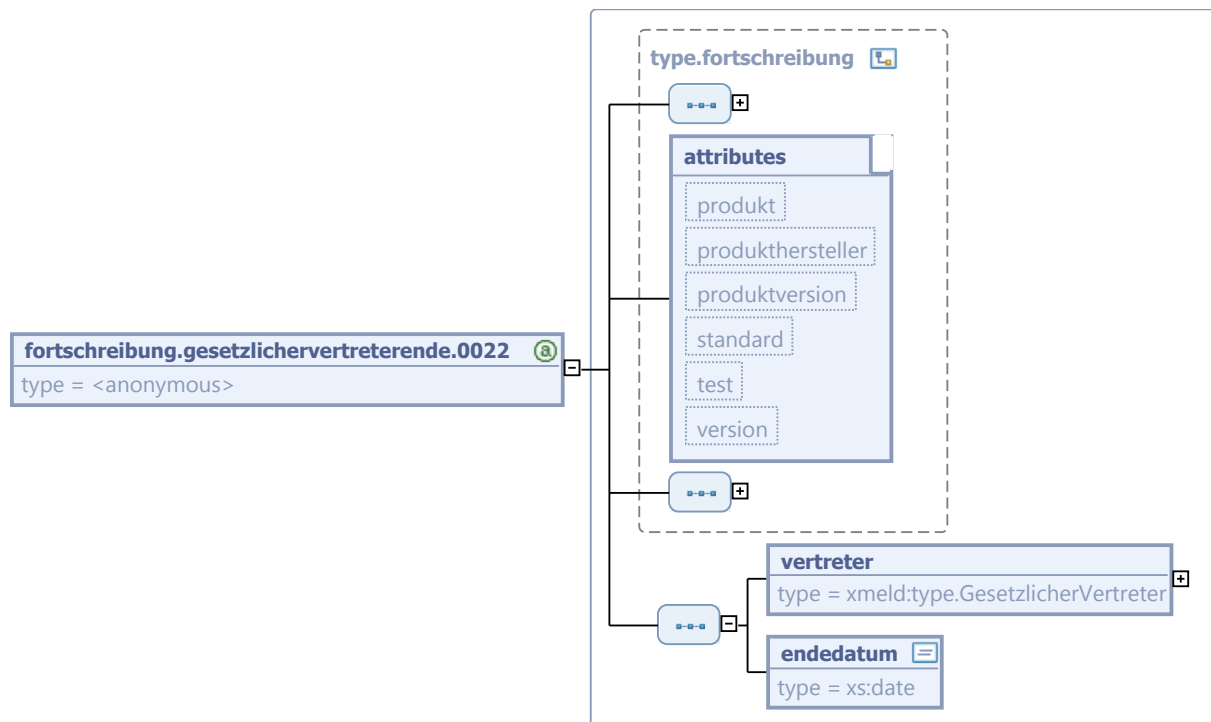 type.fortschreibung
attributes
produkt
produkthersteller
produktversion
standard
test
version
fortschreibung.gesetzlichervertreterende.0022
type = <anonymous>
vertreter
type = xmeld:type.GesetzlicherVertreter
endedatum
type = xs:date